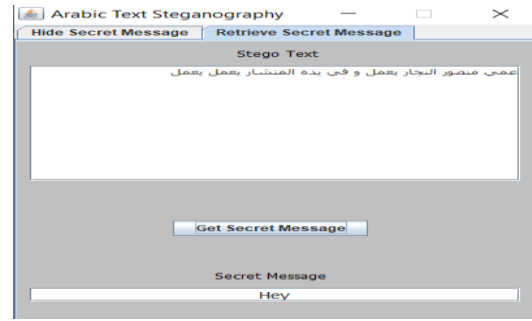 Arabic Text Steganography
Hide Secret Message
Retrieve Secret Message
Stego Text
عمي منصور النجار يعمل و في يده المنشار يعمل يعمل
Get Secret Message
Secret Message
Hey